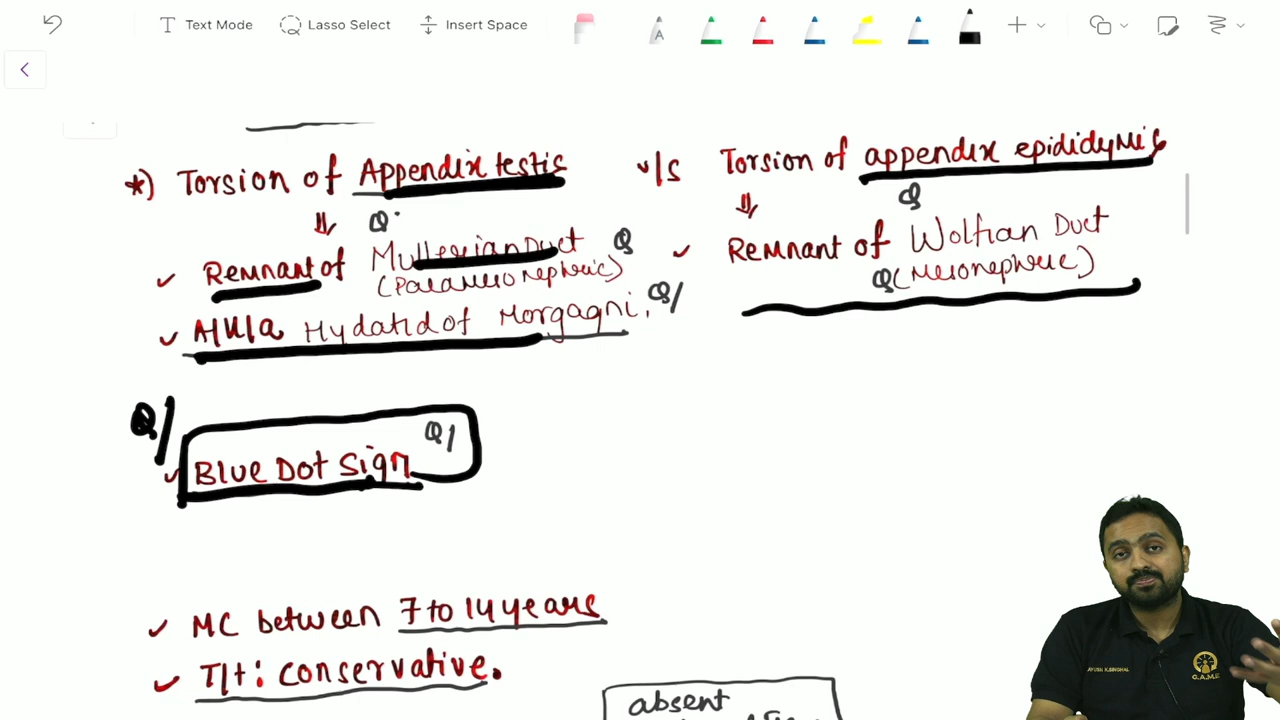 Text Mode
Lasso Select
Insert Space
*) Torsion of Appendix testis v/s Torsion of appendix epididymis
Q
Q
Remnant of Mullerian Duct Q
(Paramesonephric)
Remnant of Wolfian Duct
Q (Mesonephric)
A/K/a Hydatid of Morgagni. Q/
Q/
Blue Dot Sign Q/
MC between 7 to 14 years
T/t: conservative.
absent
AYUSH K.SINGHAL
G.A.M.E